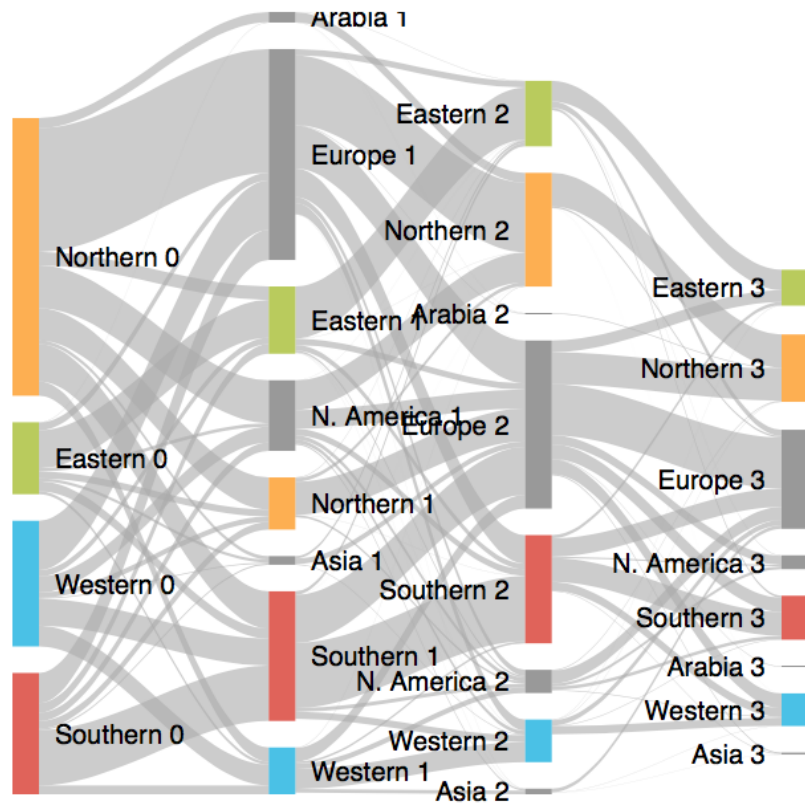 Arabia 1
Europe 1
Eastern 2
Northern 2
Northern 0
Eastern 1
Arabia 2
Eastern 3
Northern 3
N. America 1
Europe 2
Eastern 0
Europe 3
Northern 1
Asia 1
N. America 3
Western 0
Southern 2
Southern 3
Southern 1
Arabia 3
N. America 2
Western 3
Southern 0
Western 2
Asia 3
Western 1
Asia 2